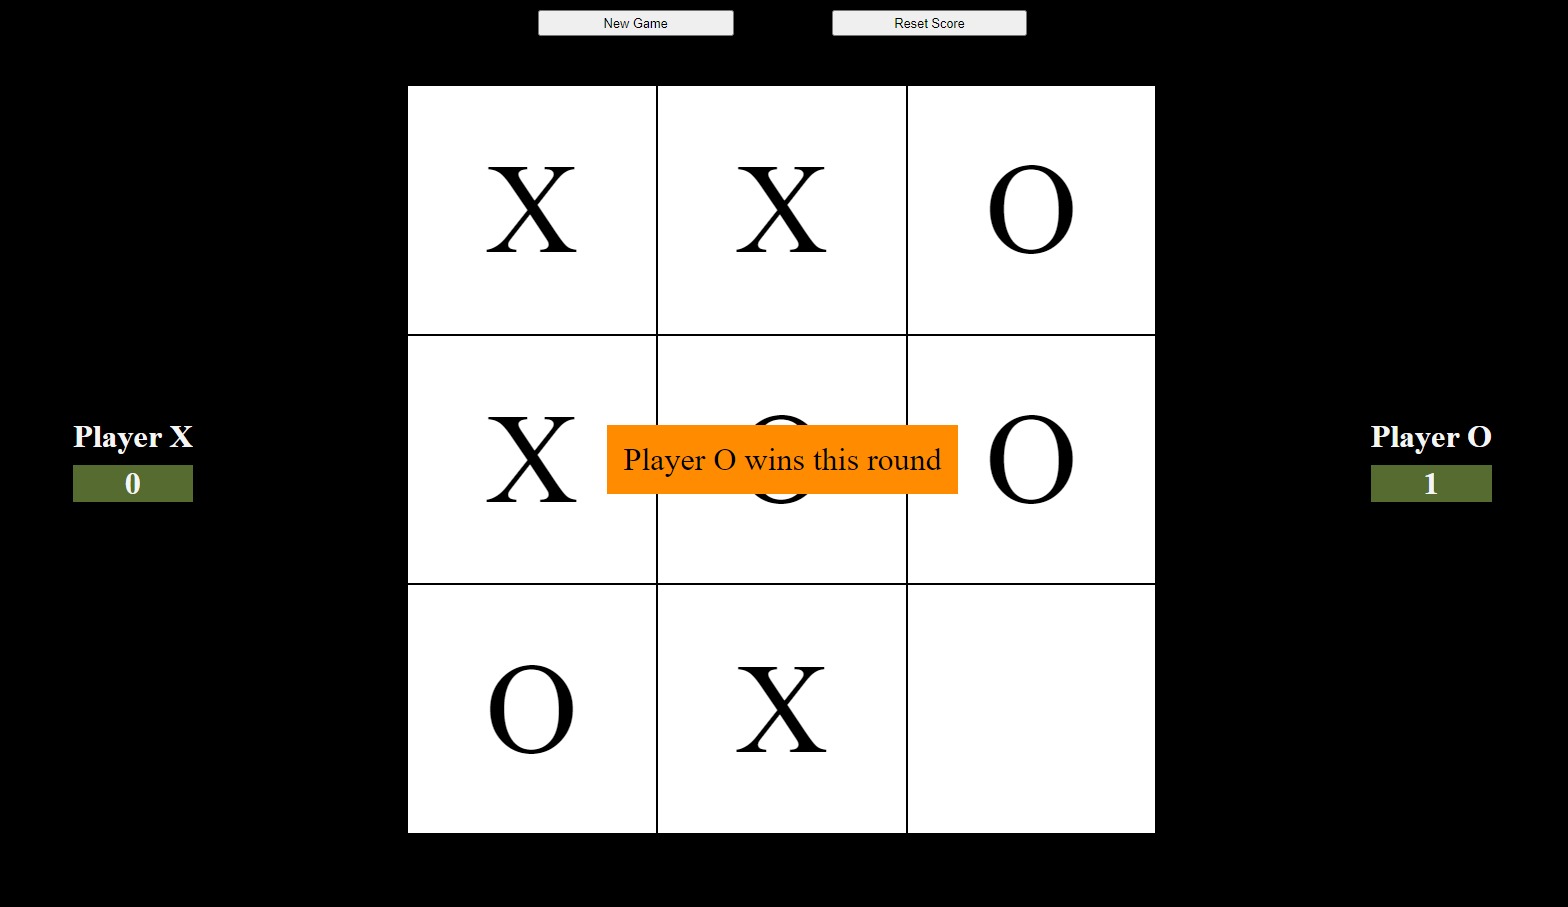 New Game Reset Score
X X O
Player X
0
X O O
Player O wins this round
Player O
1
O X